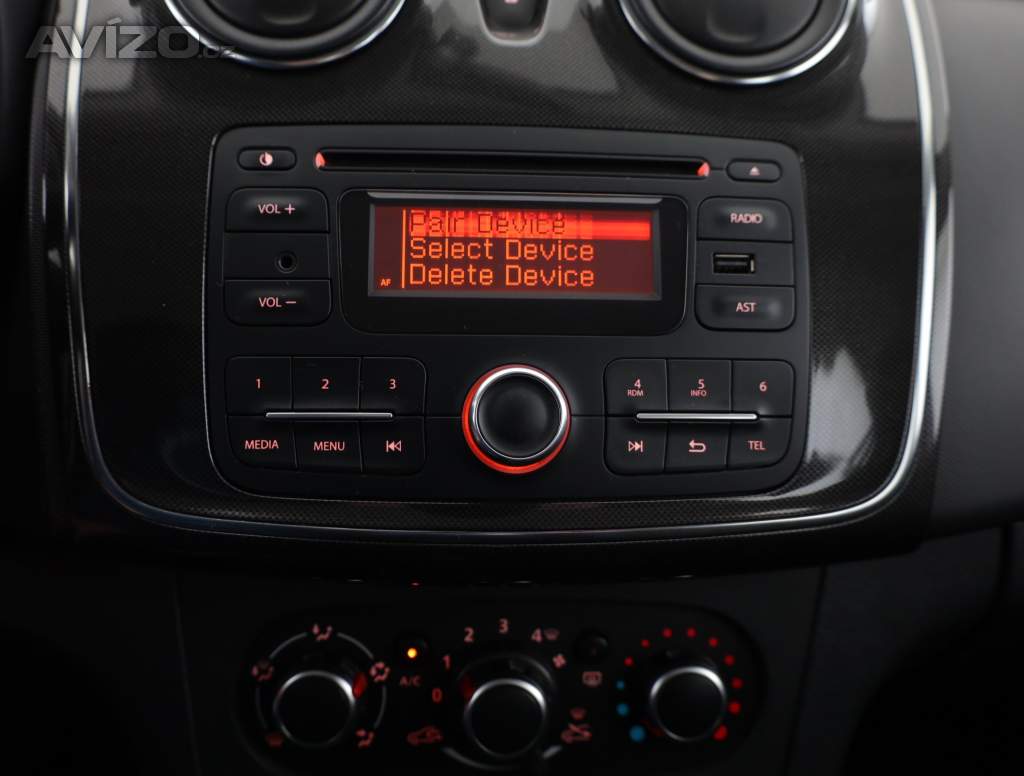 AVÍZO.cz
VOL +
VOL −
Pair Device
Select Device
Delete Device
AF
RADIO
AST
1
2
3
MEDIA
MENU
4
RDM
5
INFO
6
TEL
A/C
0
1
2
3
4